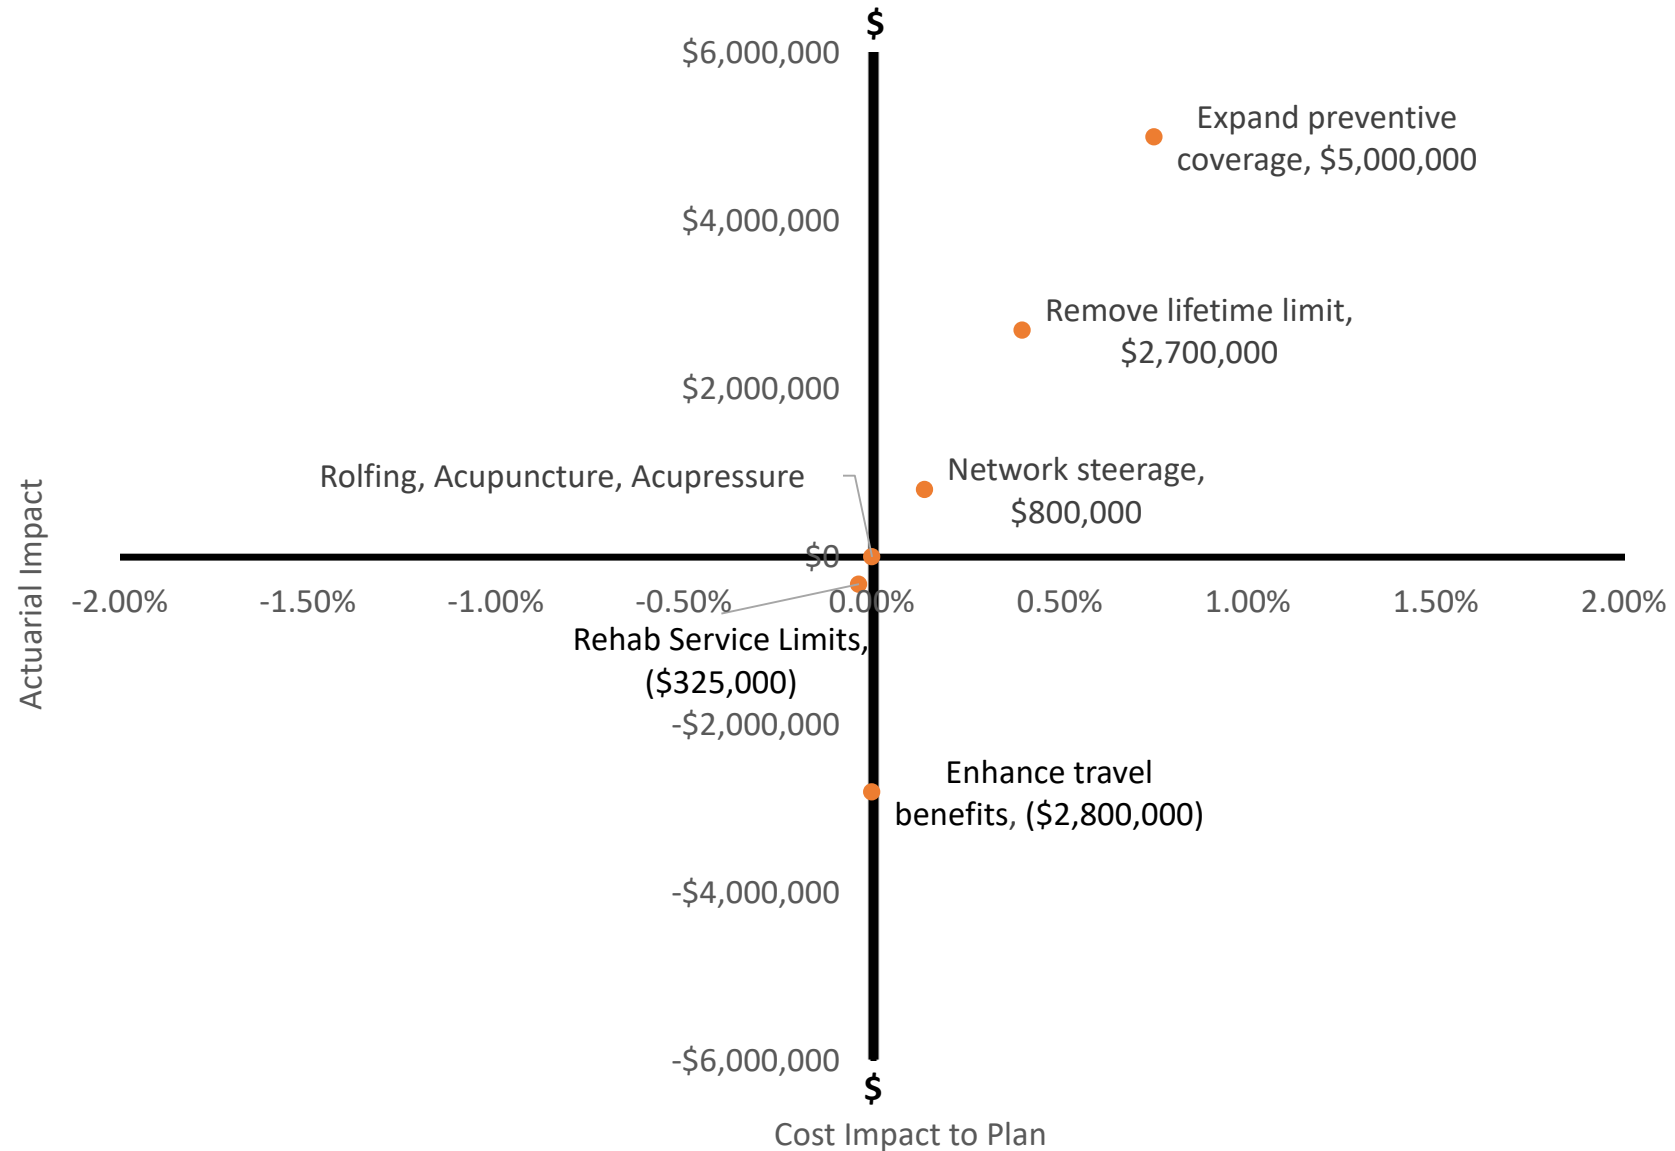 $
$6,000,000
Expand preventive
coverage, $5,000,000
$4,000,000
Remove lifetime limit,
$2,700,000
$2,000,000
Rolfing, Acupuncture, Acupressure
Network steerage,
$800,000
Actuarial Impact
$0
-2.00% -1.50% -1.00% -0.50% 0.00% 0.50% 1.00% 1.50% 2.00%
Rehab Service Limits,
($325,000)
-$2,000,000
Enhance travel
benefits, ($2,800,000)
-$4,000,000
-$6,000,000
$
Cost Impact to Plan